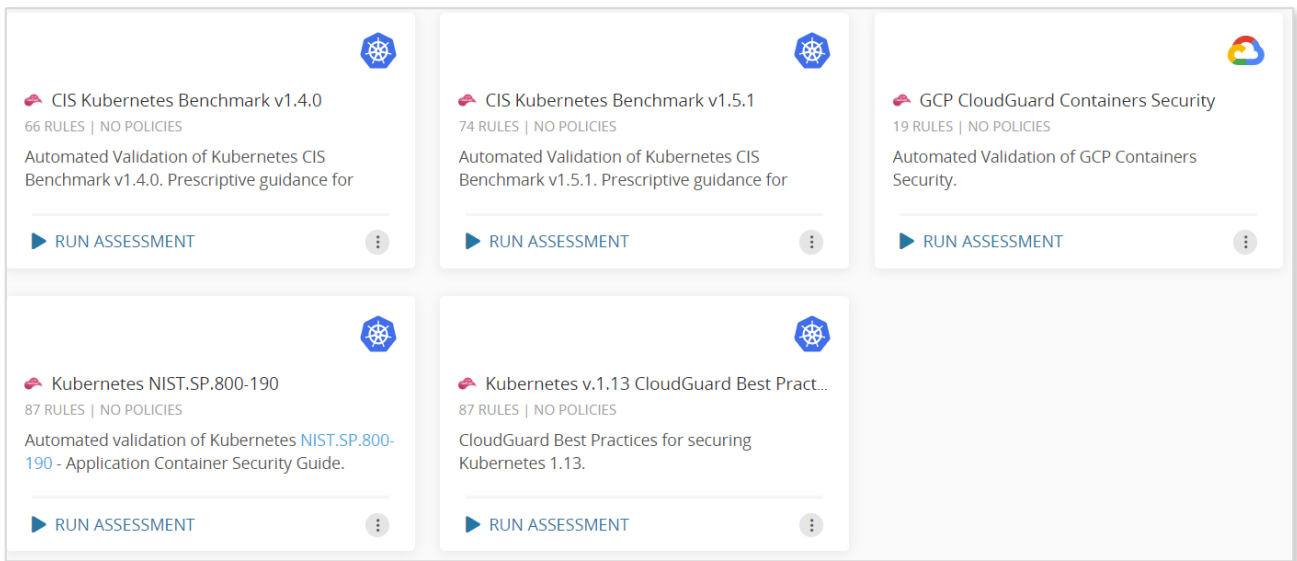 CIS Kubernetes Benchmark v1.4.0
66 RULES | NO POLICIES
Automated Validation of Kubernetes CIS
Benchmark v1.4.0. Prescriptive guidance for
RUN ASSESSMENT
CIS Kubernetes Benchmark v1.5.1
74 RULES | NO POLICIES
Automated Validation of Kubernetes CIS
Benchmark v1.5.1. Prescriptive guidance for
RUN ASSESSMENT
GCP CloudGuard Containers Security
19 RULES | NO POLICIES
Automated Validation of GCP Containers
Security.
RUN ASSESSMENT
Kubernetes NIST.SP.800-190
87 RULES | NO POLICIES
Automated validation of Kubernetes NIST.SP.800-
190 - Application Container Security Guide.
RUN ASSESSMENT
Kubernetes v.1.13 CloudGuard Best Pract...
87 RULES | NO POLICIES
CloudGuard Best Practices for securing
Kubernetes 1.13.
RUN ASSESSMENT